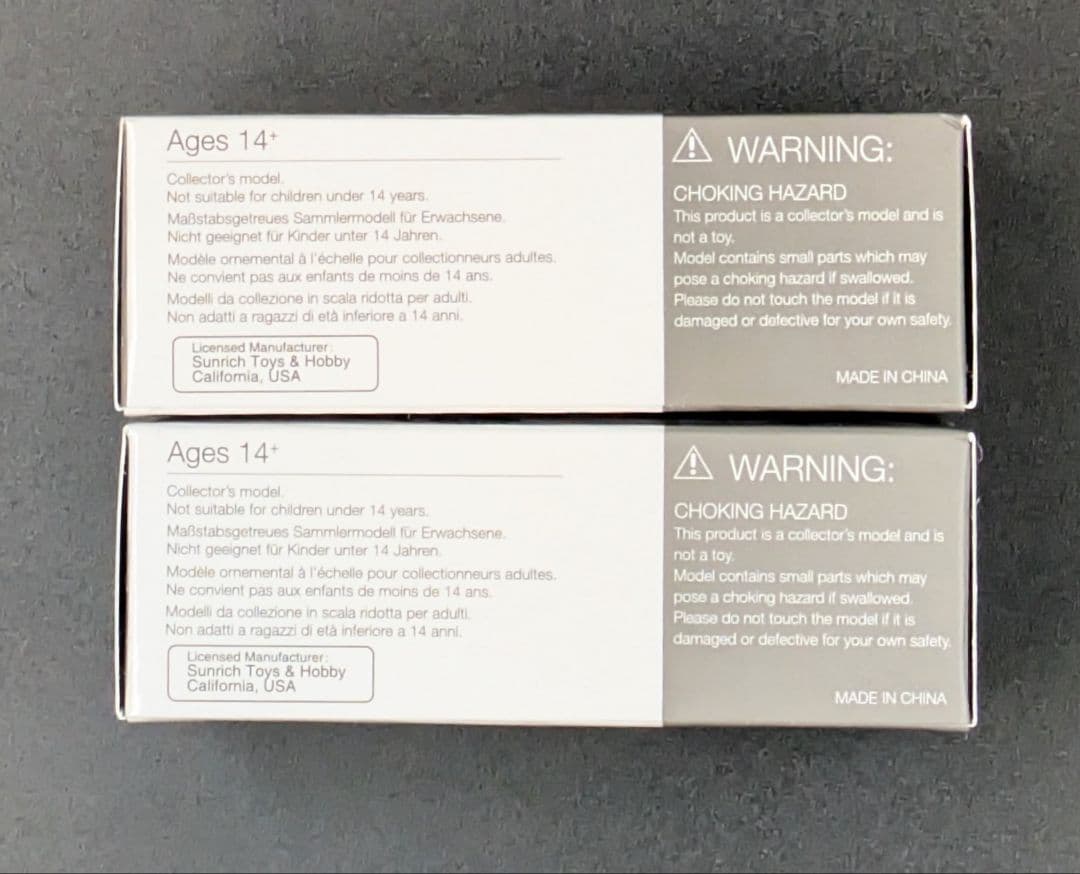 Ages 14+
Collector's model.
Not suitable for children under 14 years.
Maßstabsgetreues Sammlermodell für Erwachsene.
Nicht geeignet für Kinder unter 14 Jahren.
Modèle ornemental à l'échelle pour collectionneurs adultes.
Ne convient pas aux enfants de moins de 14 ans.
Modelli da collezione in scala ridotta per adulti.
Non adatti a ragazzi di età inferiore a 14 anni.
Licensed Manufacturer:
Sunrich Toys & Hobby
California, USA
WARNING:
CHOKING HAZARD
This product is a collector's model and is
not a toy.
Model contains small parts which may
pose a choking hazard if swallowed.
Please do not touch the model if it is
damaged or defective for your own safety.
MADE IN CHINA
Ages 14+
Collector's model.
Not suitable for children under 14 years.
Maßstabsgetreues Sammlermodell für Erwachsene.
Nicht geeignet für Kinder unter 14 Jahren.
Modèle ornemental à l'échelle pour collectionneurs adultes.
Ne convient pas aux enfants de moins de 14 ans.
Modelli da collezione in scala ridotta per adulti.
Non adatti a ragazzi di età inferiore a 14 anni.
Licensed Manufacturer:
Sunrich Toys & Hobby
California, USA
WARNING:
CHOKING HAZARD
This product is a collector's model and is
not a toy.
Model contains small parts which may
pose a choking hazard if swallowed.
Please do not touch the model if it is
damaged or defective for your own safety.
MADE IN CHINA